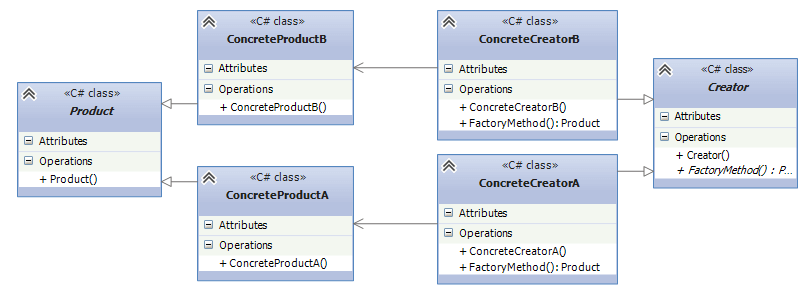 «C# class»
Product
Attributes
Operations
+ Product()
«C# class»
ConcreteProductB
Attributes
Operations
+ ConcreteProductB()
«C# class»
ConcreteProductA
Attributes
Operations
+ ConcreteProductA()
«C# class»
ConcreteCreatorB
Attributes
Operations
+ ConcreteCreatorB()
+ FactoryMethod(): Product
«C# class»
ConcreteCreatorA
Attributes
Operations
+ ConcreteCreatorA()
+ FactoryMethod(): Product
«C# class»
Creator
Attributes
Operations
+ Creator()
+ FactoryMethod() : P...